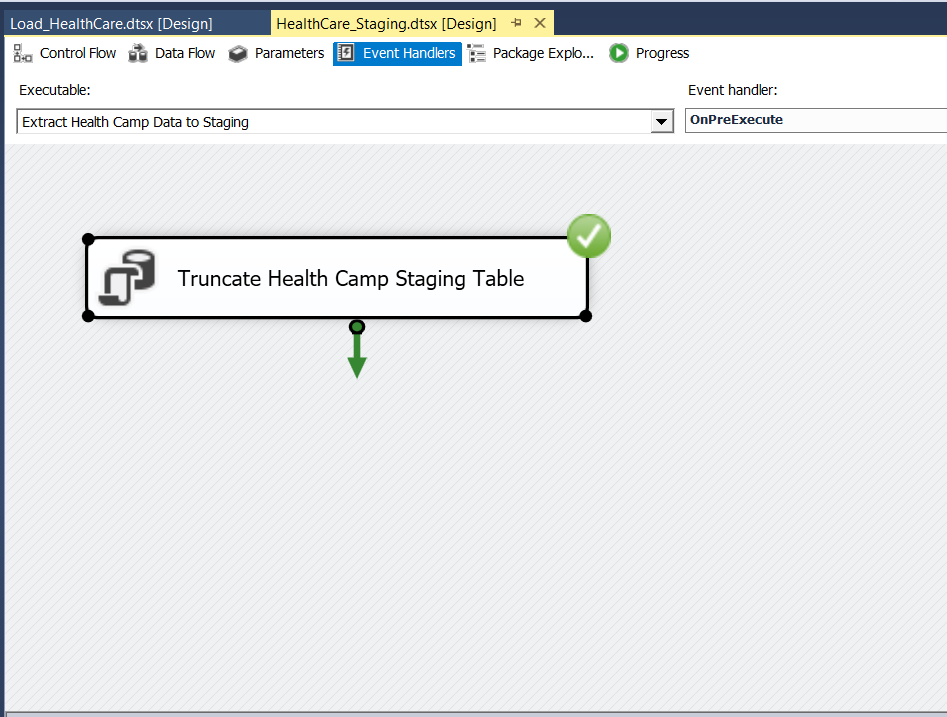 Load_HealthCare.dtsx [Design] HealthCare_Staging.dtsx [Design]
Control Flow Data Flow Parameters Event Handlers Package Explo... Progress
Executable: Event handler:
Extract Health Camp Data to Staging OnPreExecute
Truncate Health Camp Staging Table